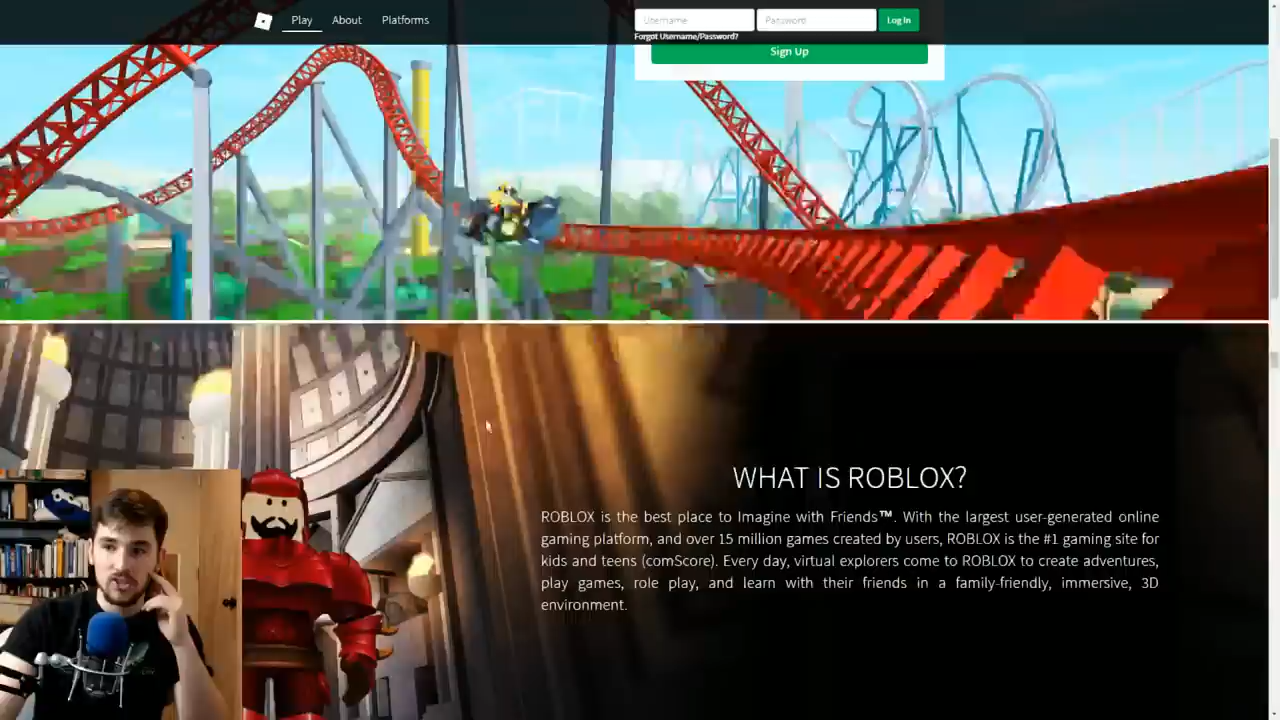 Play About Platforms Username Password Log In
Forgot Username/Password?
Sign Up
WHAT IS ROBLOX?
ROBLOX is the best place to Imagine with Friends™. With the largest user-generated online
gaming platform, and over 15 million games created by users, ROBLOX is the #1 gaming site for
kids and teens (comScore). Every day, virtual explorers come to ROBLOX to create adventures,
play games, role play, and learn with their friends in a family-friendly, immersive, 3D
environment.